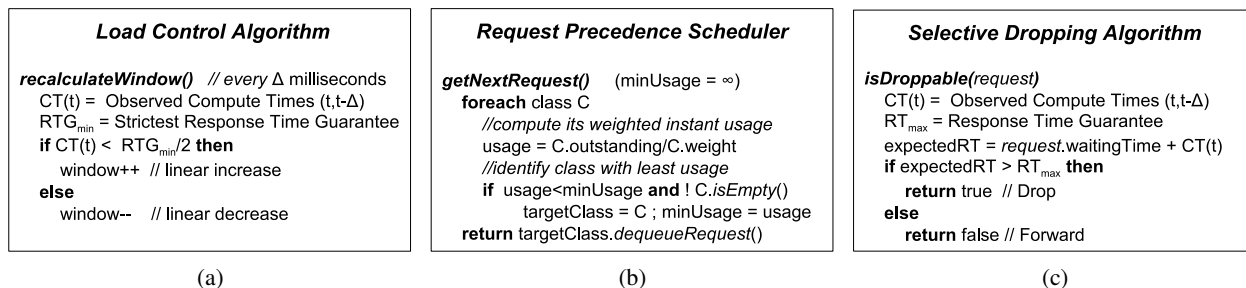 Load Control Algorithm
recalculateWindow() // every Δ milliseconds
CT(t) = Observed Compute Times (t,t-Δ)
RTGmin = Strictest Response Time Guarantee
if CT(t) < RTGmin/2 then
window++ // linear increase
else
window-- // linear decrease
(a)
Request Precedence Scheduler
getNextRequest() (minUsage = ∞)
foreach class C
//compute its weighted instant usage
usage = C.outstanding/C.weight
//identify class with least usage
if usage<minUsage and ! C.isEmpty()
targetClass = C ; minUsage = usage
return targetClass.dequeueRequest()
(b)
Selective Dropping Algorithm
isDroppable(request)
CT(t) = Observed Compute Times (t,t-Δ)
RTmax = Response Time Guarantee
expectedRT = request.waitingTime + CT(t)
if expectedRT > RTmax then
return true // Drop
else
return false // Forward
(c)